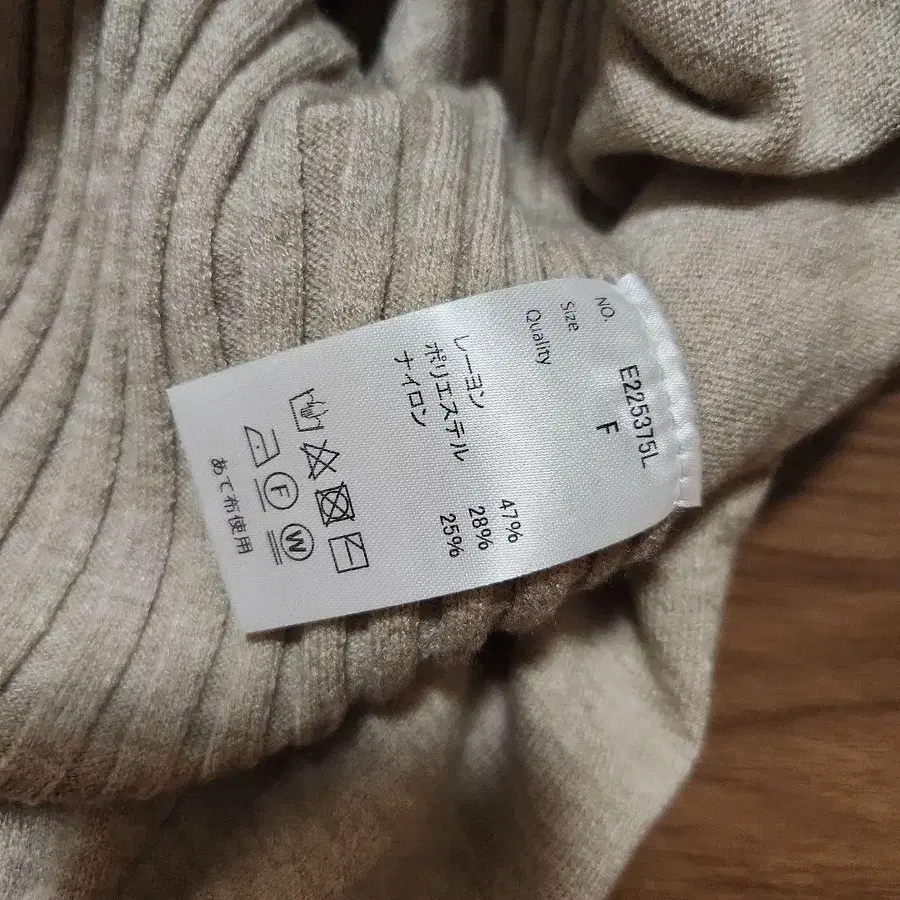 NO. E225375L
Size F
Quality
レーヨン 47%
ポリエステル 28%
ナイロン 25%
F W
あて布使用